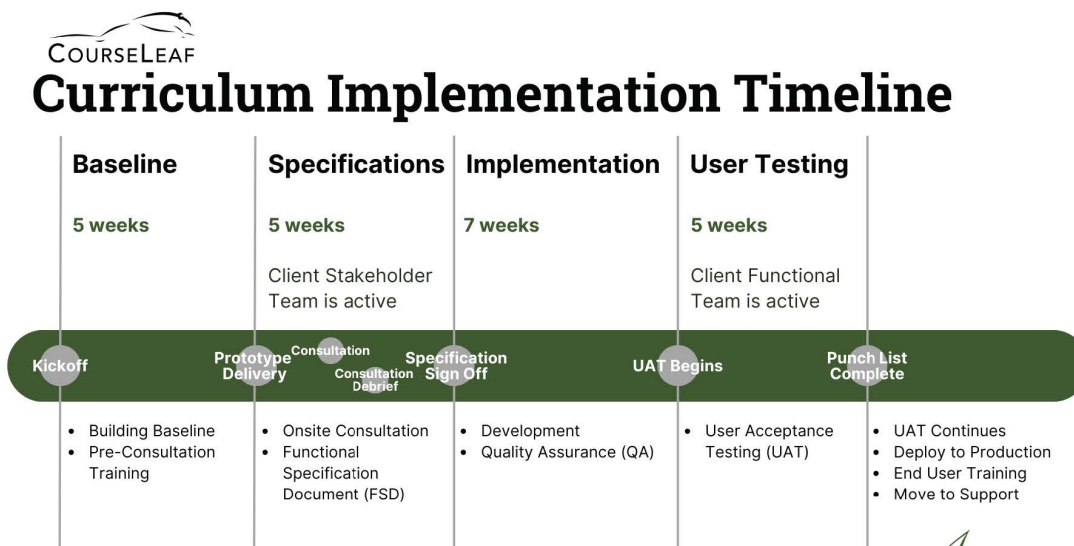 COURSELEAF
Curriculum Implementation Timeline
Baseline
Specifications
Implementation
User Testing
5 weeks
5 weeks
7 weeks
5 weeks
Client Stakeholder
Team is active
Client Functional
Team is active
Kickoff
Prototype
Delivery
Consultation
Consultation
Debrief
Specification
Sign Off
UAT Begins
Punch List
Complete
• Building Baseline
• Pre-Consultation
Training
• Onsite Consultation
• Functional
Specification
Document (FSD)
• Development
• Quality Assurance (QA)
• User Acceptance
Testing (UAT)
• UAT Continues
• Deploy to Production
• End User Training
• Move to Support